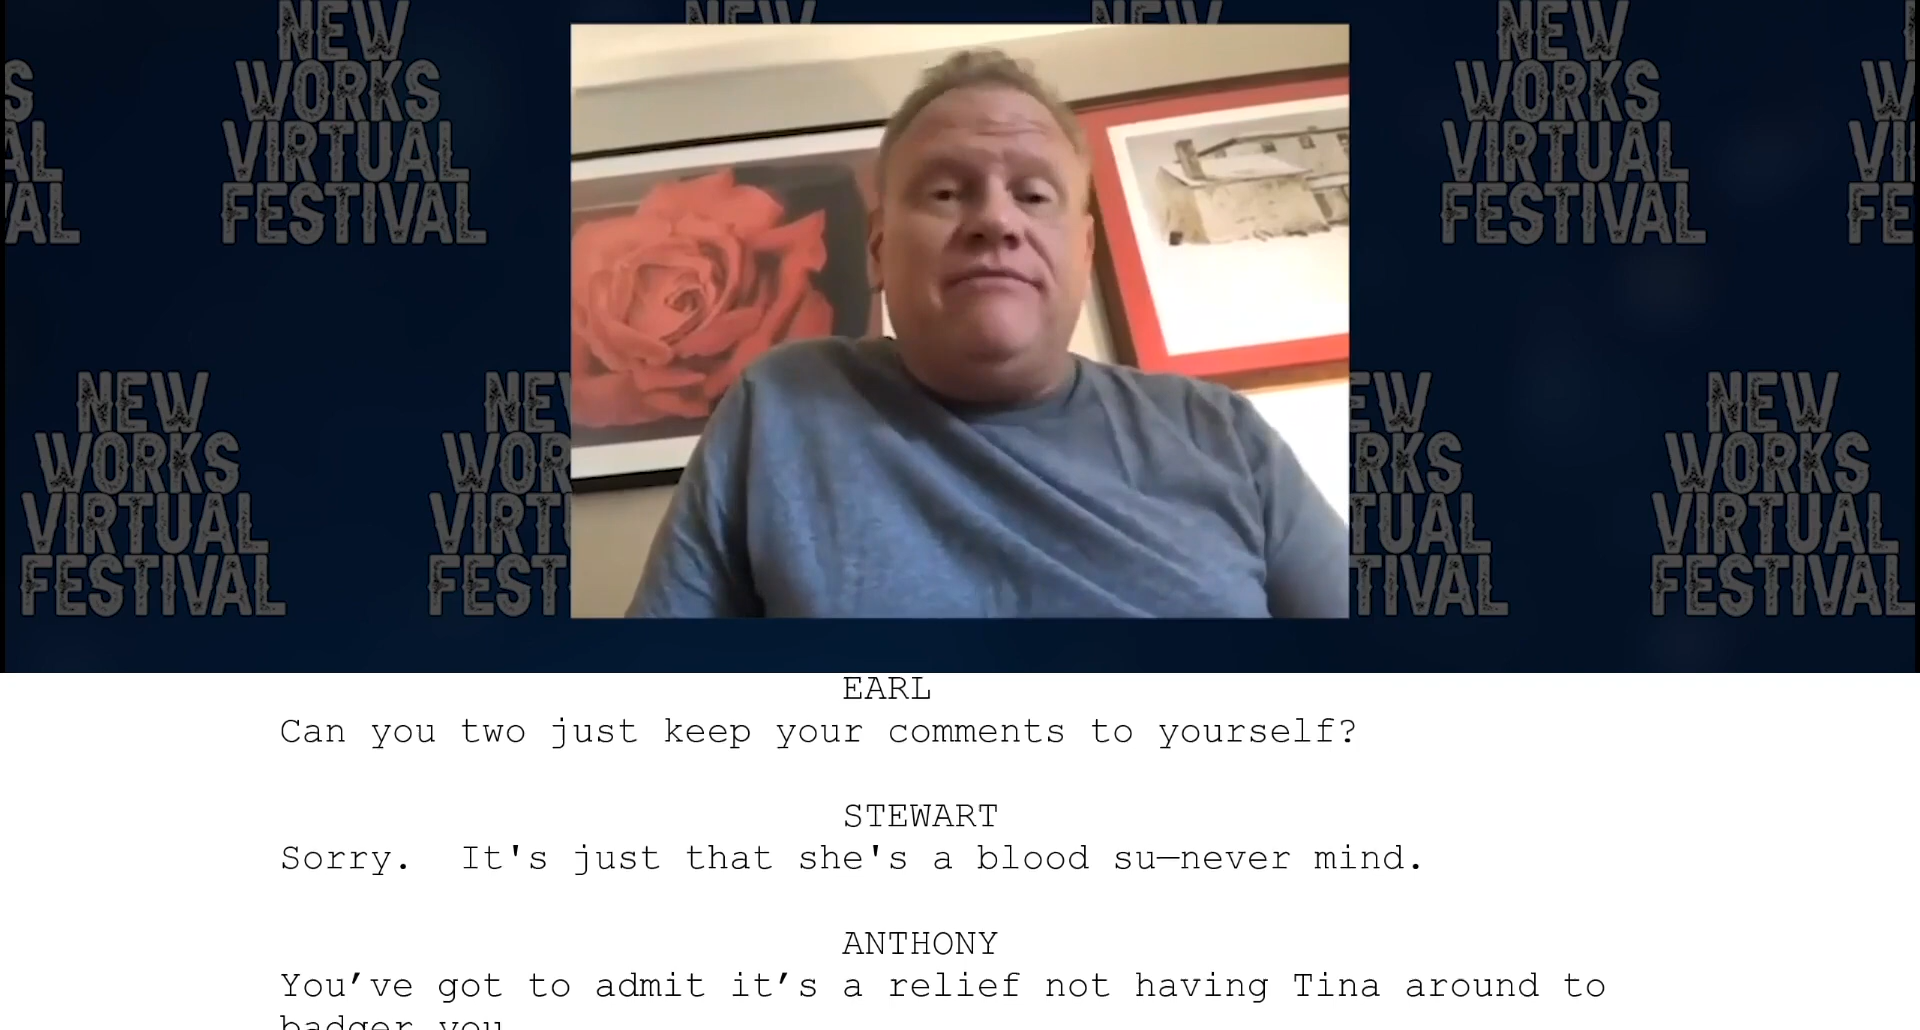 NEW
WORKS
VIRTUAL
FESTIVAL
NEW
WORKS
VIRTUAL
FESTIVAL
NEW
WORKS
VIRTUAL
FESTIVAL
NEW
WORKS
VIRTUAL
FESTIVAL
EARL
Can you two just keep your comments to yourself?
STEWART
Sorry.  It's just that she's a blood su—never mind.
ANTHONY
You’ve got to admit it’s a relief not having Tina around to
badger you